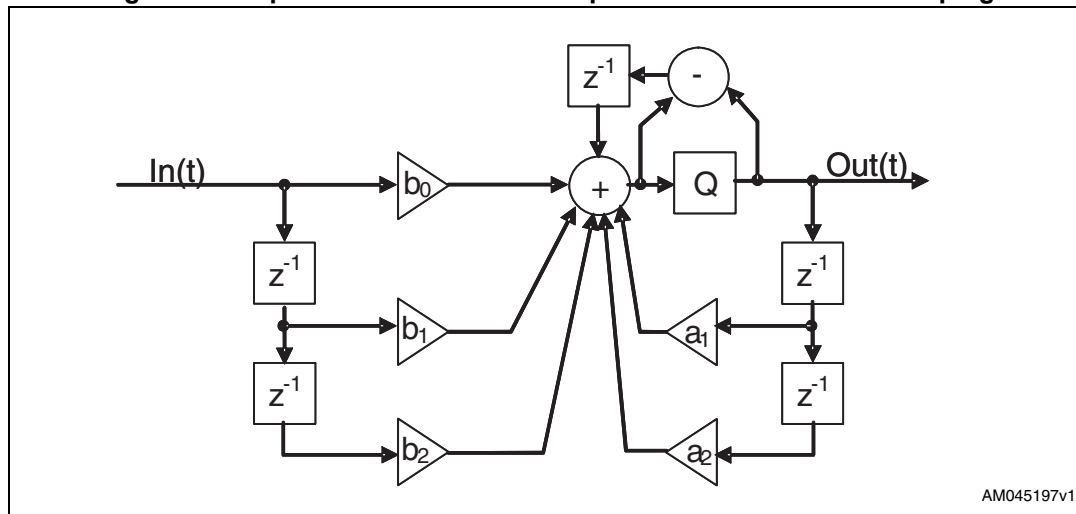 z⁻¹
-
In(t)
b₀
+
Q
Out(t)
z⁻¹
z⁻¹
b₁
a₁
z⁻¹
z⁻¹
b₂
a₂
AM045197v1